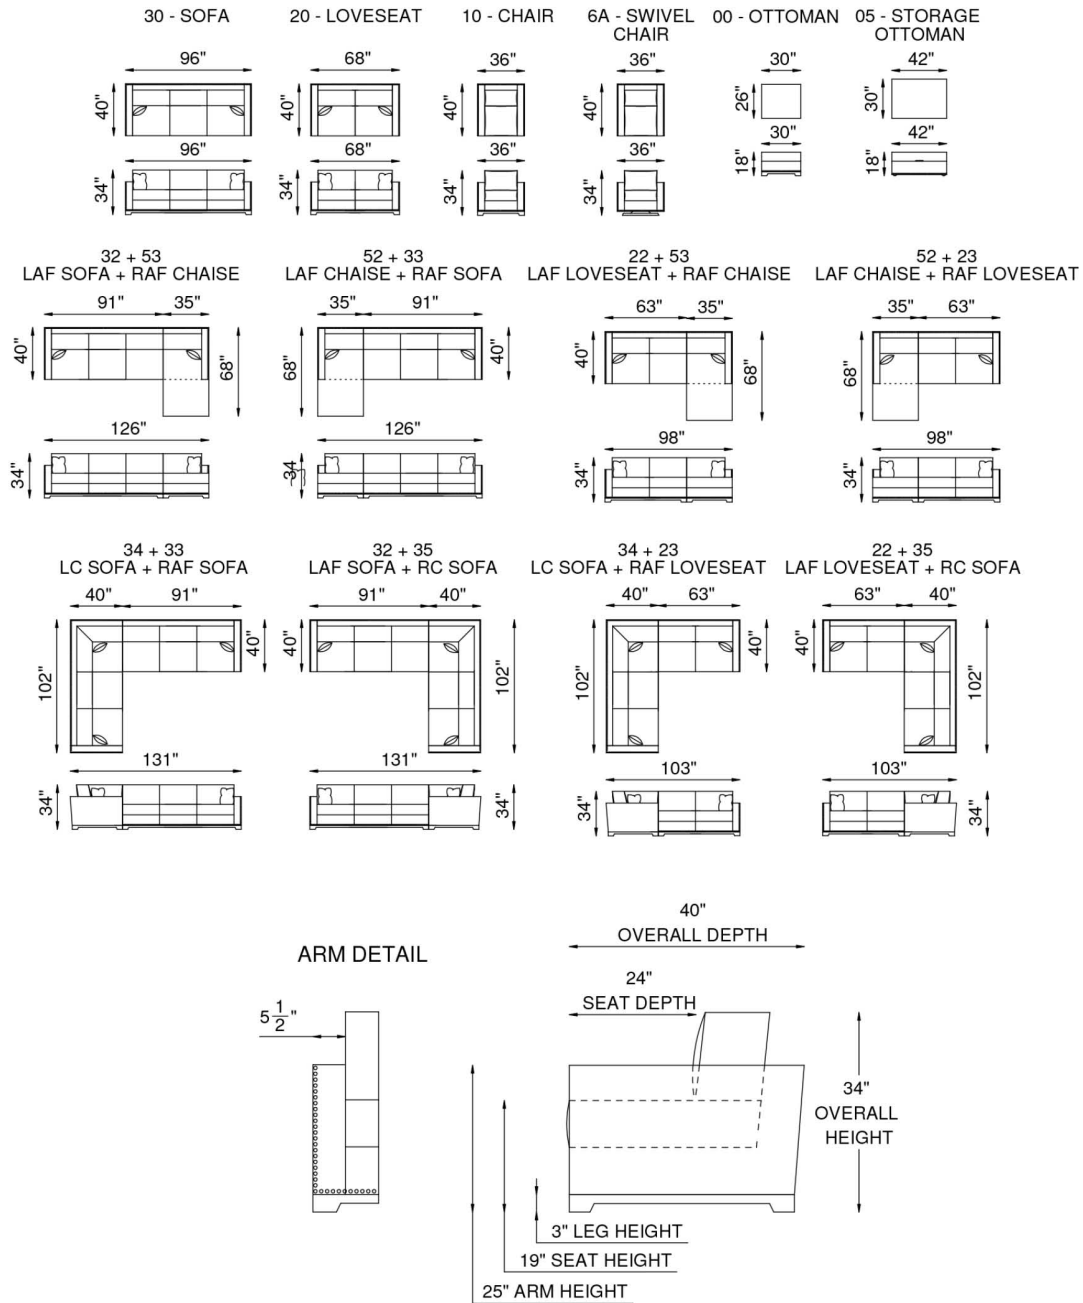 30 - SOFA
20 - LOVESEAT
10 - CHAIR
6A - SWIVEL
CHAIR
00 - OTTOMAN
05 - STORAGE
OTTOMAN
96"
68"
36"
36"
30"
42"
40"
40"
40"
40"
26"
30"
96"
68"
36"
36"
30"
42"
34"
34"
34"
34"
18"
18"
32 + 53
LAF SOFA + RAF CHAISE
52 + 33
LAF CHAISE + RAF SOFA
22 + 53
LAF LOVESEAT + RAF CHAISE
52 + 23
LAF CHAISE + RAF LOVESEAT
91"
35"
35"
91"
63"
35"
35"
63"
40"
68"
68"
40"
40"
68"
68"
40"
126"
126"
98"
98"
34"
34
34"
34"
34 + 33
LC SOFA + RAF SOFA
32 + 35
LAF SOFA + RC SOFA
34 + 23
LC SOFA + RAF LOVESEAT
22 + 35
LAF LOVESEAT + RC SOFA
40"
91"
91"
40"
40"
63"
63"
40"
102"
40"
40"
102"
102"
40"
40"
102"
131"
131"
103"
103"
34"
34"
34"
34"
ARM DETAIL
5 1/2"
40"
OVERALL DEPTH
24"
SEAT DEPTH
34"
OVERALL
HEIGHT
3" LEG HEIGHT
19" SEAT HEIGHT
25" ARM HEIGHT